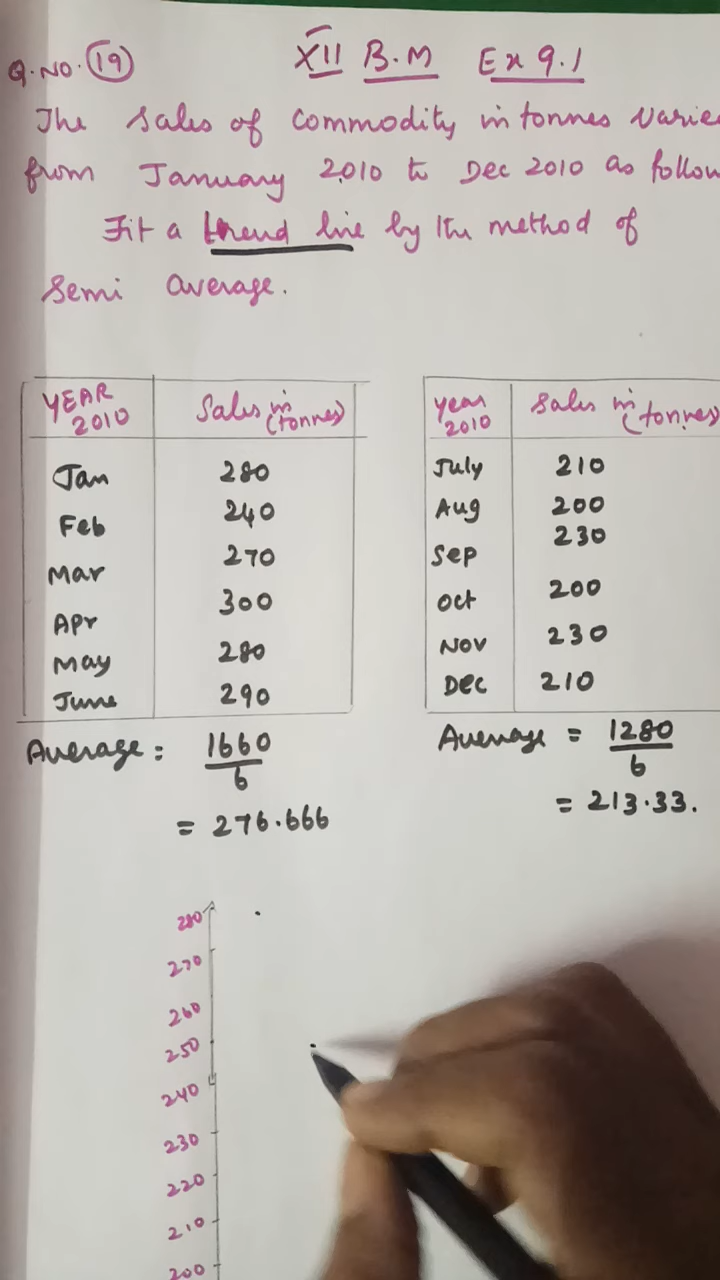 Q.No. 19 XII B.M Ex 9.1
The sales of commodity in tonnes varie
from January 2010 to Dec 2010 as follow
Fit a trend line by the method of
Semi average.
YEAR 2010 Sales in (tonnes)
Jan 280
Feb 240
Mar 270
Apr 300
May 280
June 290
Average = 1660/6
= 276.666
year 2010 Sales in (tonnes)
July 210
Aug 200
Sep 230
Oct 200
Nov 230
Dec 210
Average = 1280/6
= 213.33.
280
270
260
250
240
230
220
210
200